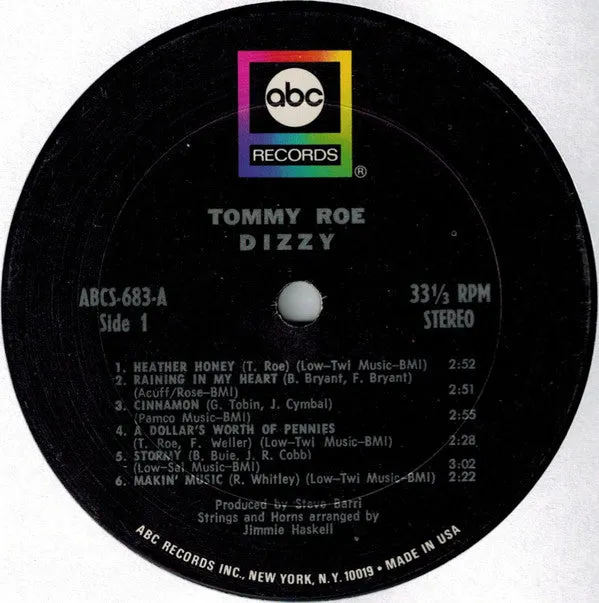 abc
RECORDS
®
TOMMY ROE
DIZZY
ABCS-683-A
Side 1
33⅓ RPM
STEREO
1. HEATHER HONEY (T. Roe) (Low-Twi Music-BMI) 2:52
2. RAINING IN MY HEART (B. Bryant, F. Bryant)
(Acuff/Rose-BMI) 2:51
3. CINNAMON (G. Tobin, J. Cymbal)
(Pamco Music-BMI) 2:55
4. A DOLLAR'S WORTH OF PENNIES
(T. Roe, F. Weller) (Low-Twi Music-BMI) 2:28
5. STORMY (B. Buie, J. R. Cobb)
(Low-Sal Music-BMI) 3:02
6. MAKIN' MUSIC (R. Whitley) (Low-Twi Music-BMI) 2:22
Produced by Steve Barri
Strings and Horns arranged by
Jimmie Haskell
ABC RECORDS INC., NEW YORK, N.Y. 10019 • MADE IN USA